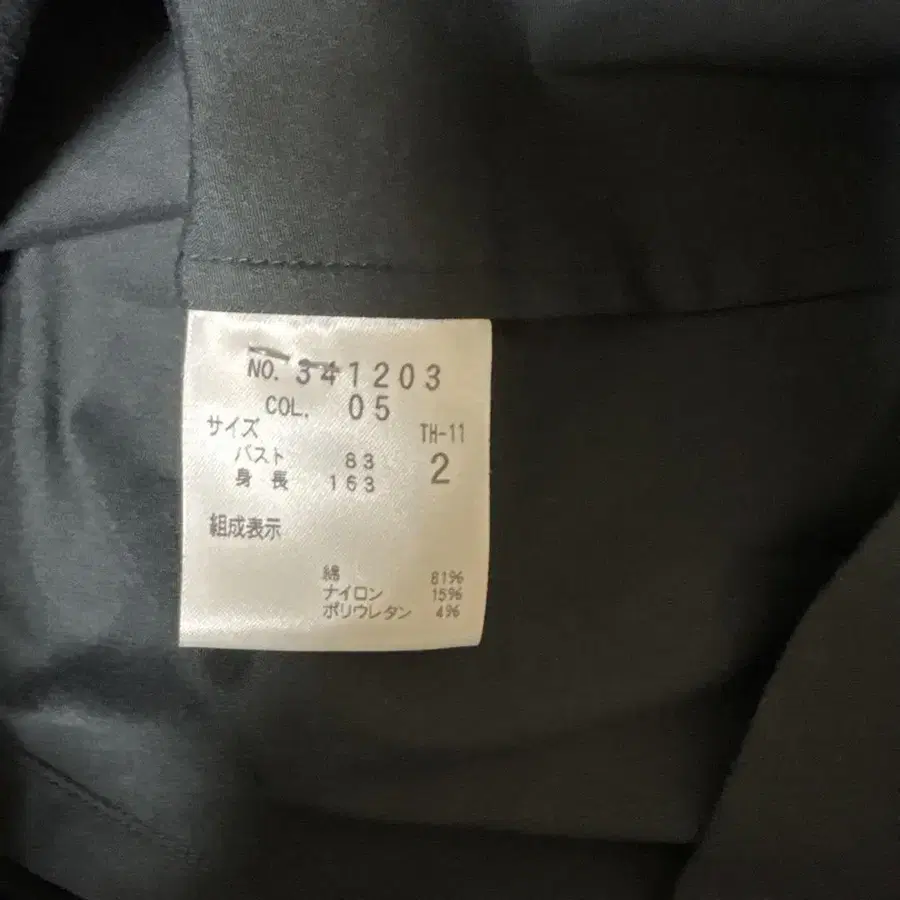 NO. 341203
COL. 05
サイズ TH-11
バスト 83 2
身長 163
組成表示
綿 81%
ナイロン 15%
ポリウレタン 4%